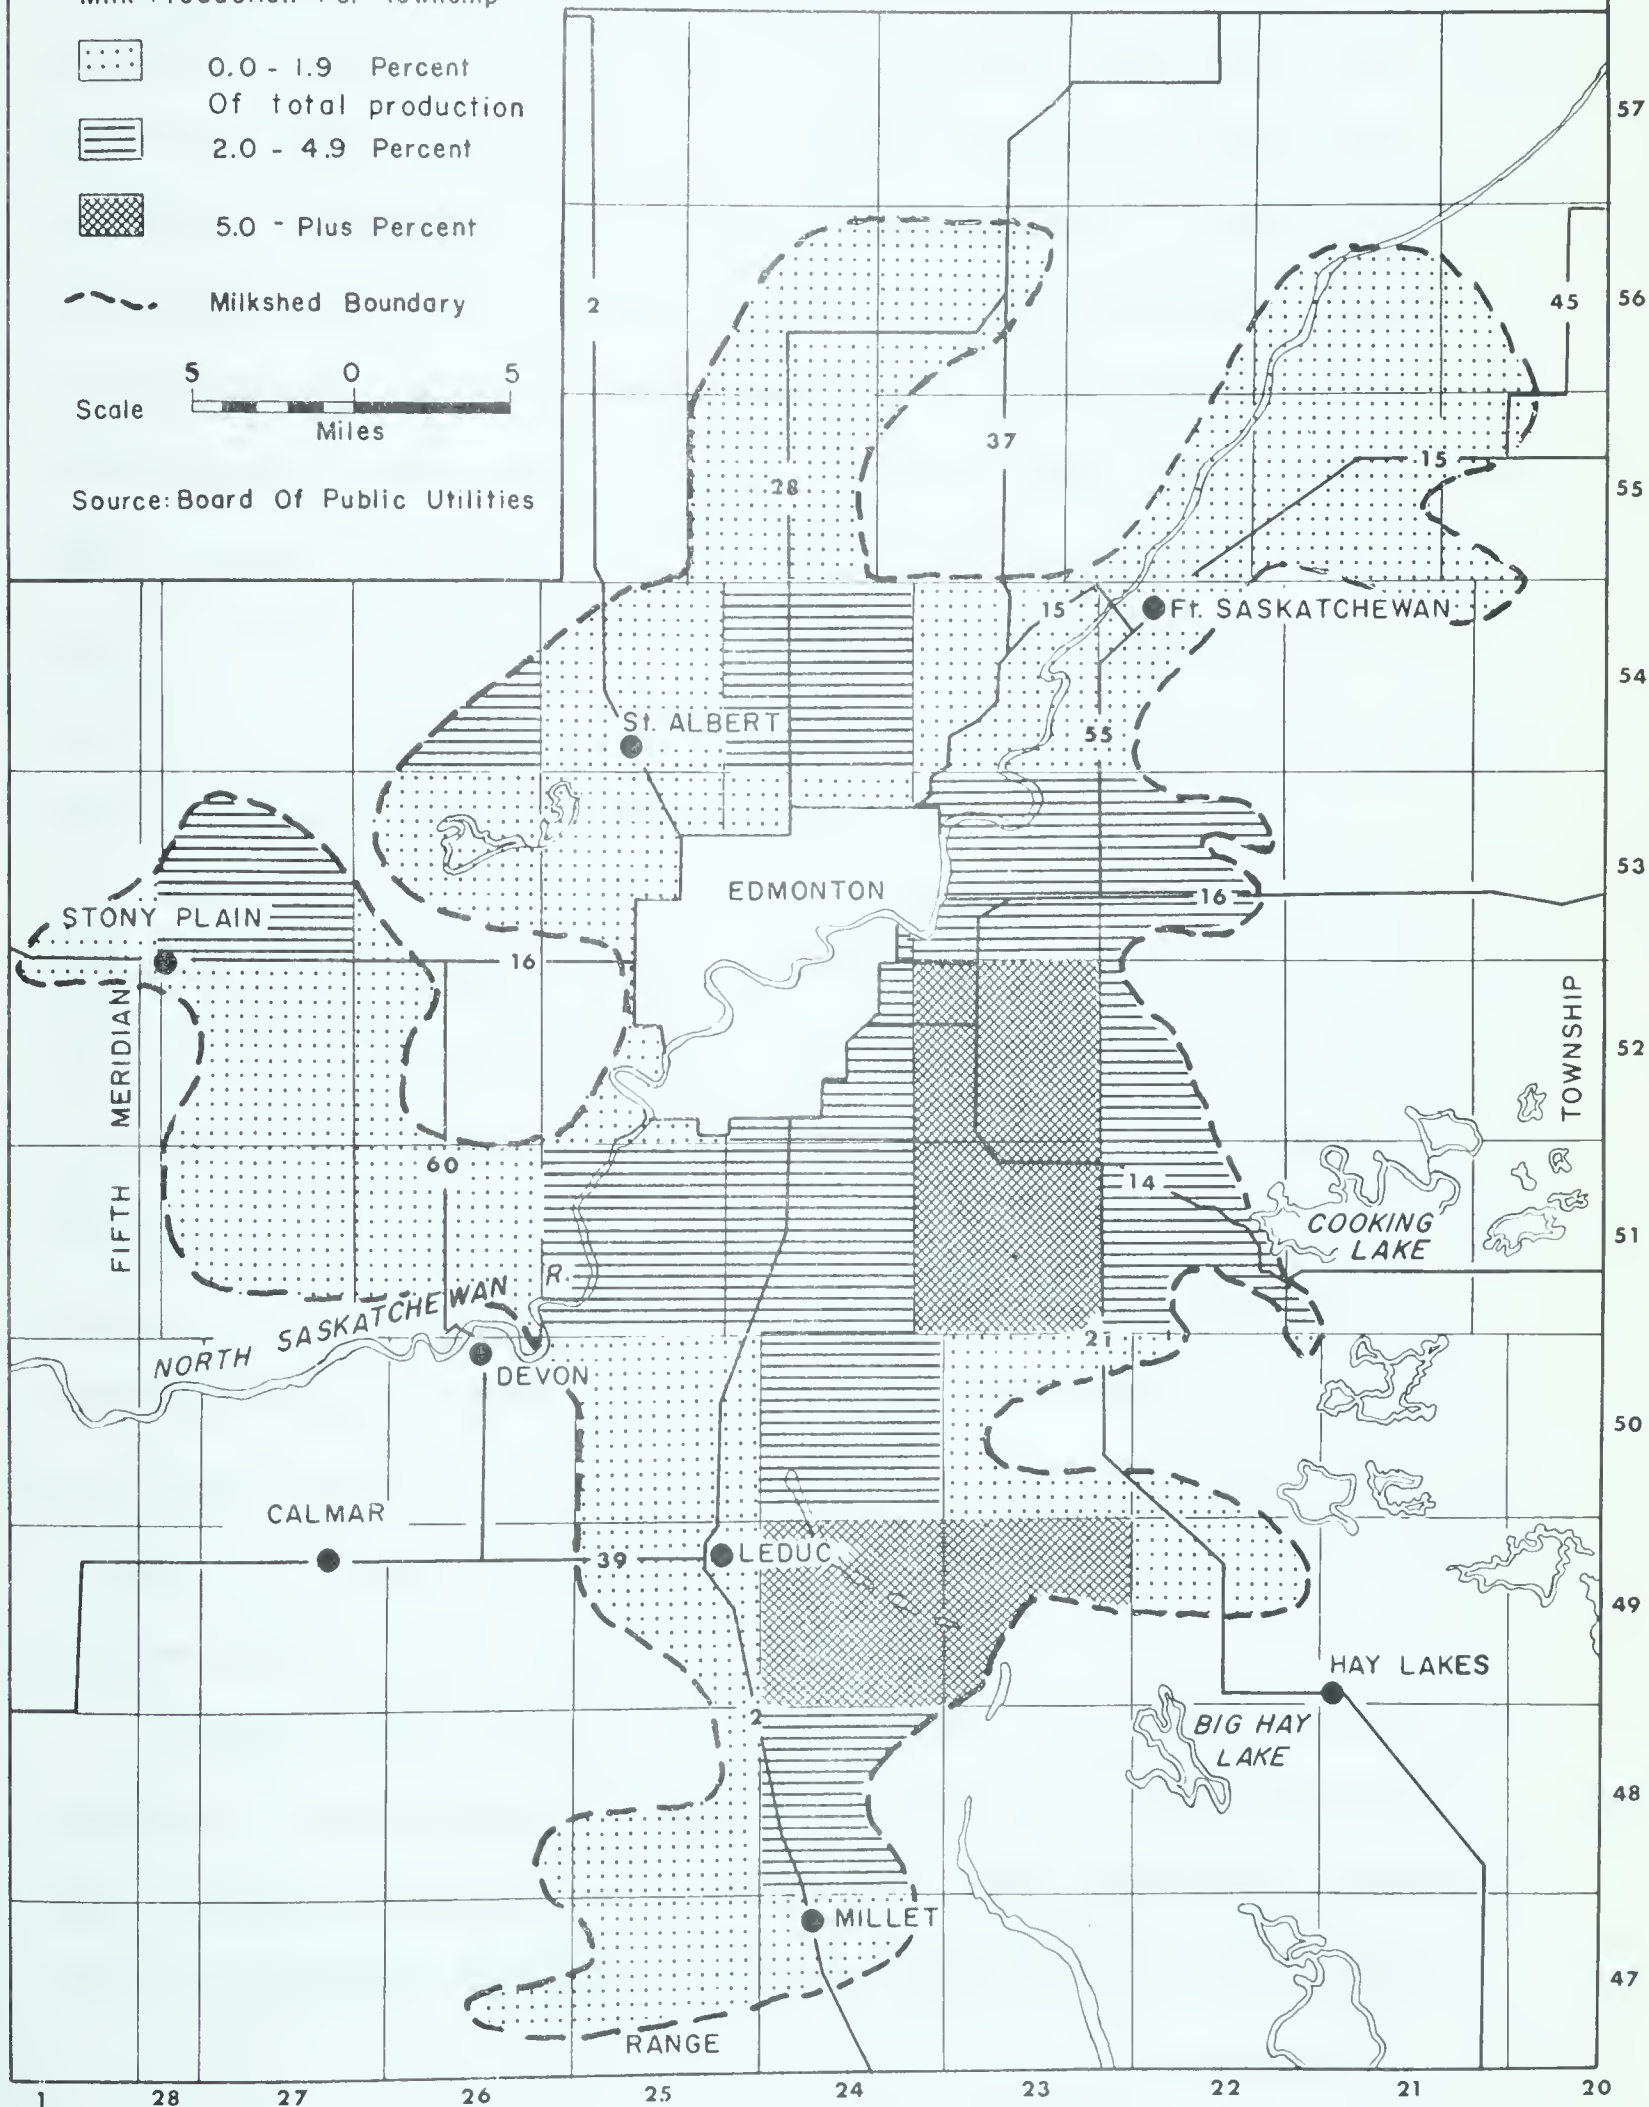 Milk Production Per Township
0.0 - 1.9 Percent
Of total production
2.0 - 4.9 Percent
5.0 - Plus Percent
Milkshed Boundary
5 0 5
Scale
Miles
Source: Board Of Public Utilities
57
2
45
56
37
28
15
55
15
Ft. SASKATCHEWAN
54
St. ALBERT
55
EDMONTON
53
16
STONY PLAIN
16
FIFTH MERIDIAN
TOWNSHIP
52
60
14
COOKING
LAKE
51
R.
NORTH SASKATCHEWAN
21
DEVON
50
CALMAR
39
LEDUC
49
HAY LAKES
2
BIG HAY
LAKE
48
MILLET
47
RANGE
1 28 27 26 25 24 23 22 21 20